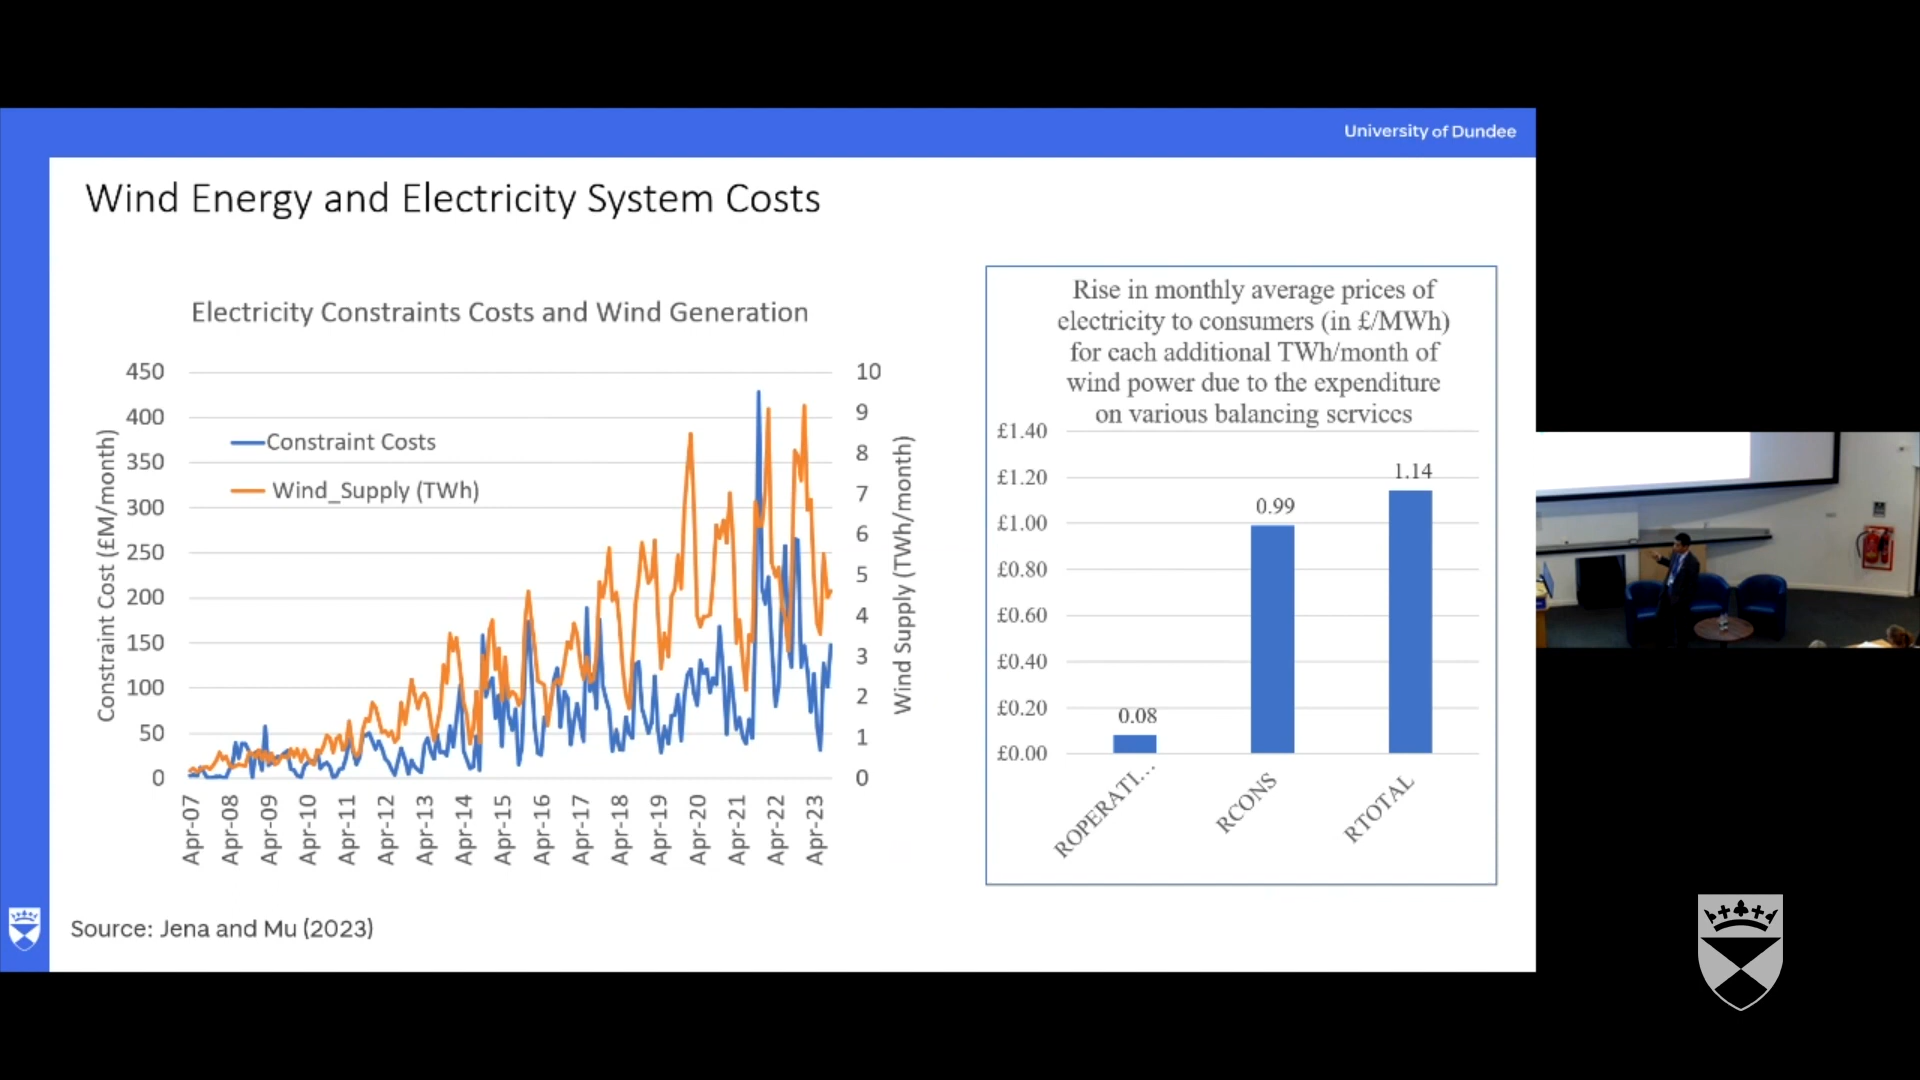 University of Dundee
Wind Energy and Electricity System Costs
Electricity Constraints Costs and Wind Generation
Constraint Cost (£M/month)
450
400
350
300
250
200
150
100
50
0
Constraint Costs
Wind_Supply (TWh)
10
9
8
7
6
5
4
3
2
1
0
Wind Supply (TWh/month)
Apr-07
Apr-08
Apr-09
Apr-10
Apr-11
Apr-12
Apr-13
Apr-14
Apr-15
Apr-16
Apr-17
Apr-18
Apr-19
Apr-20
Apr-21
Apr-22
Apr-23
Rise in monthly average prices of
electricity to consumers (in £/MWh)
for each additional TWh/month of
wind power due to the expenditure
on various balancing services
£1.40
£1.20
£1.00
£0.80
£0.60
£0.40
£0.20
£0.00
0.08
0.99
1.14
ROPERATI...
RCONS
RTOTAL
Source: Jena and Mu (2023)